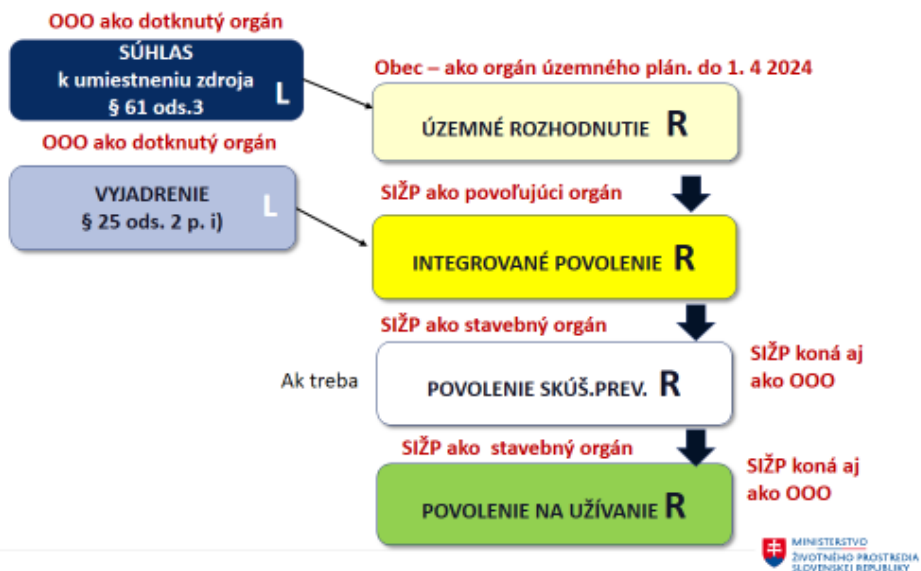 OOO ako dotknutý orgán
SÚHLAS
k umiestneniu zdroja
§ 61 ods.3
L
Obec – ako orgán územného plán. do 1. 4 2024
ÚZEMNÉ ROZHODNUTIE R
OOO ako dotknutý orgán
VYJADRENIE
§ 25 ods. 2 p. i)
L
SIŽP ako povoľujúci orgán
INTEGROVANÉ POVOLENIE R
SIŽP ako stavebný orgán
Ak treba
POVOLENIE SKÚŠ.PREV. R
SIŽP koná aj
ako OOO
SIŽP ako stavebný orgán
POVOLENIE NA UŽÍVANIE R
SIŽP koná aj
ako OOO
MINISTERSTVO
ŽIVOTNÉHO PROSTREDIA
SLOVENSKEJ REPUBLIKY